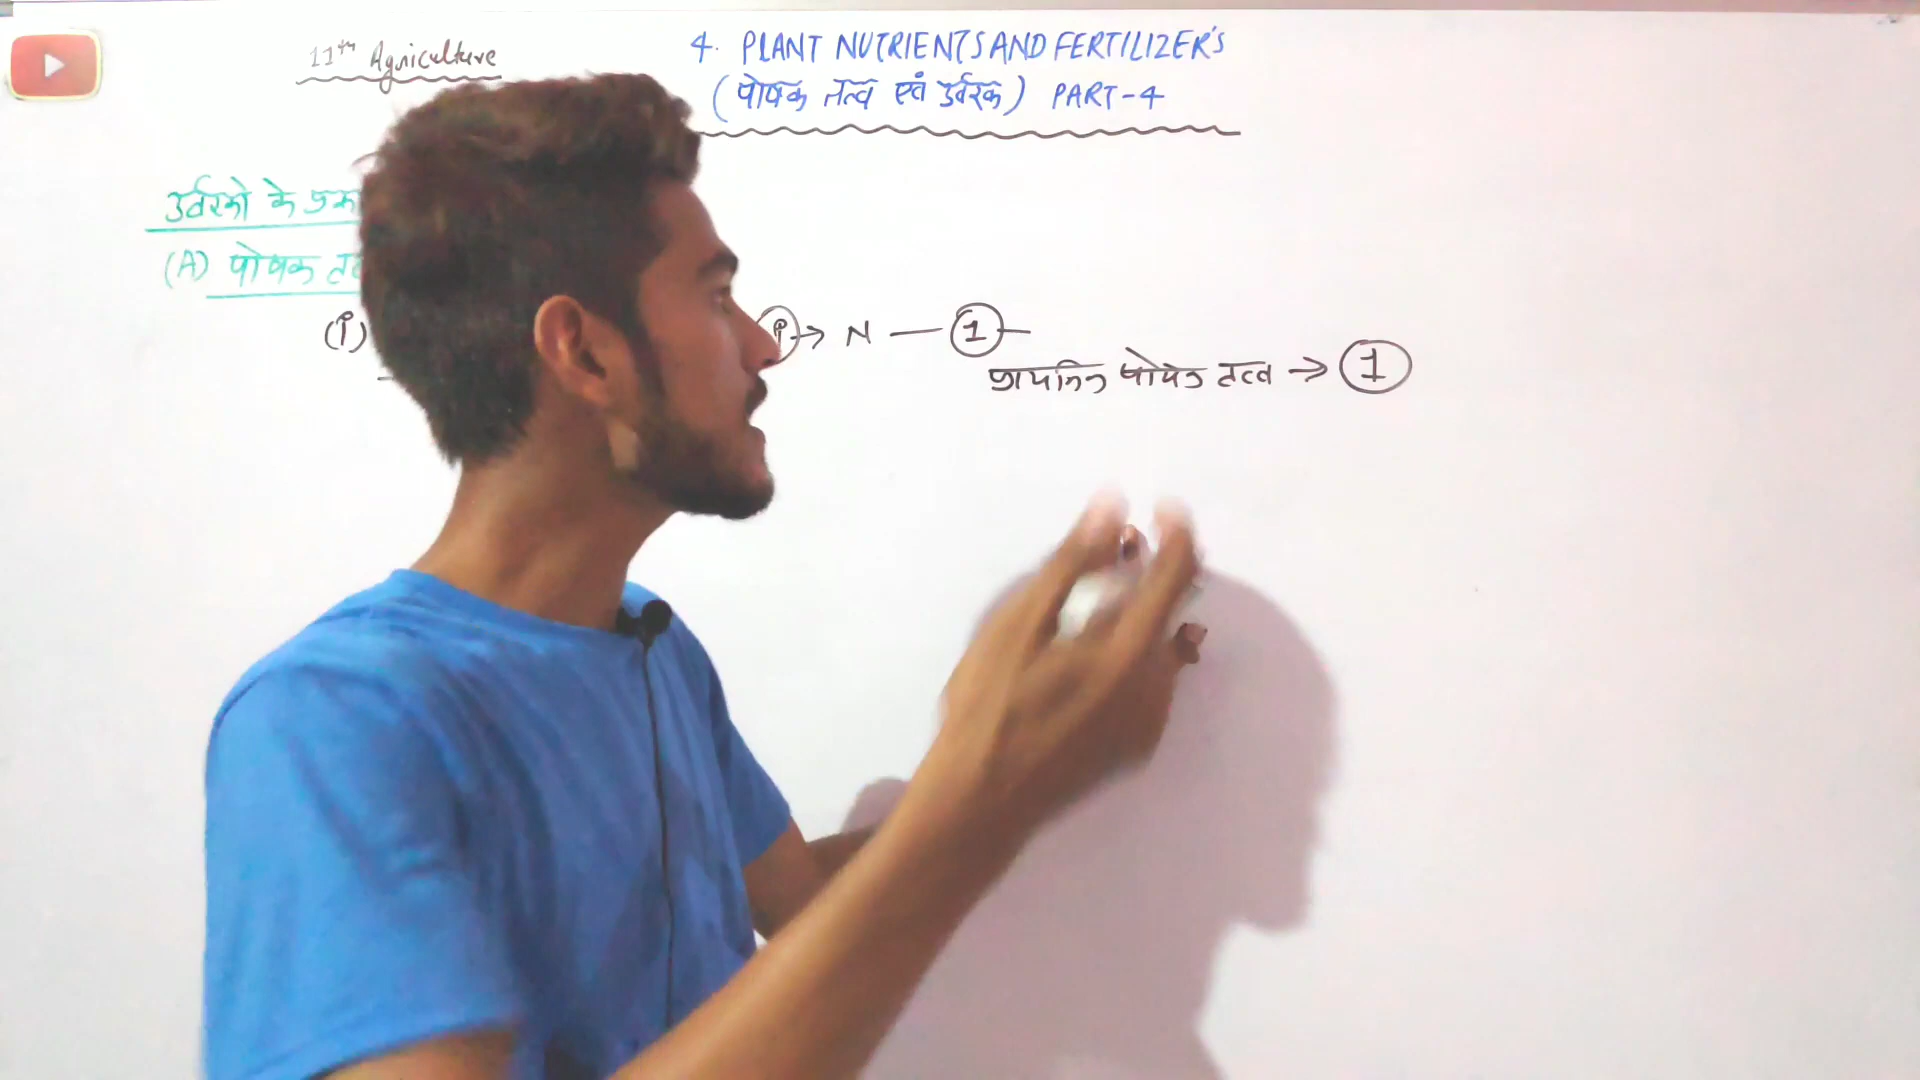 11th Agriculture
4. PLANT NUTRIENTS AND FERTILIZER'S
(पोषक तत्व एवं उर्वरक) PART-4
उर्वरको के
(A) पोषक
(i)
→ N — 1 —
प्राथमिक पोषक तत्व → 1